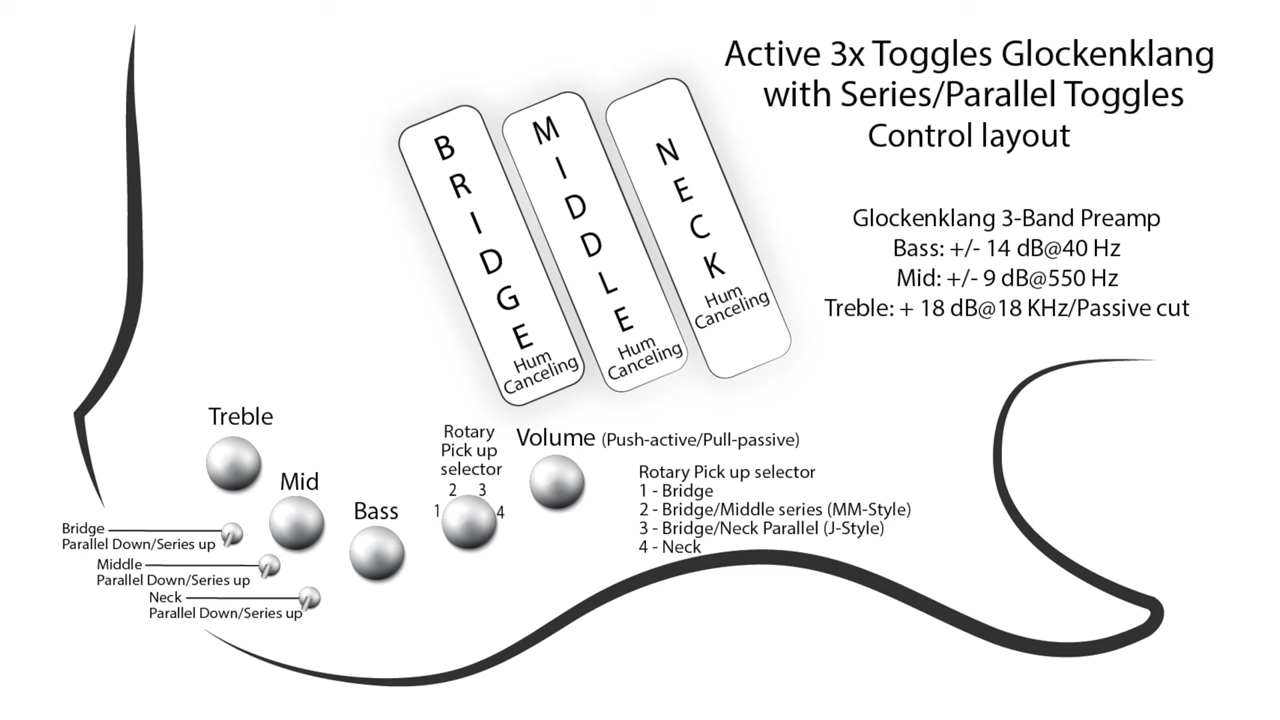 Active 3x Toggles Glockenklang
with Series/Parallel Toggles
Control layout
BRIDGE
Hum
Canceling
MIDDLE
Hum
Canceling
NECK
Hum
Canceling
Glockenklang 3-Band Preamp
Bass: +/- 14 dB@40 Hz
Mid: +/- 9 dB@550 Hz
Treble: + 18 dB@18 KHz/Passive cut
Treble
Mid
Bass
Rotary
Pick up
selector
1 2 3 4
Volume (Push-active/Pull-passive)
Rotary Pick up selector
1 - Bridge
2 - Bridge/Middle series (MM-Style)
3 - Bridge/Neck Parallel (J-Style)
4 - Neck
Bridge
Parallel Down/Series up
Middle
Parallel Down/Series up
Neck
Parallel Down/Series up